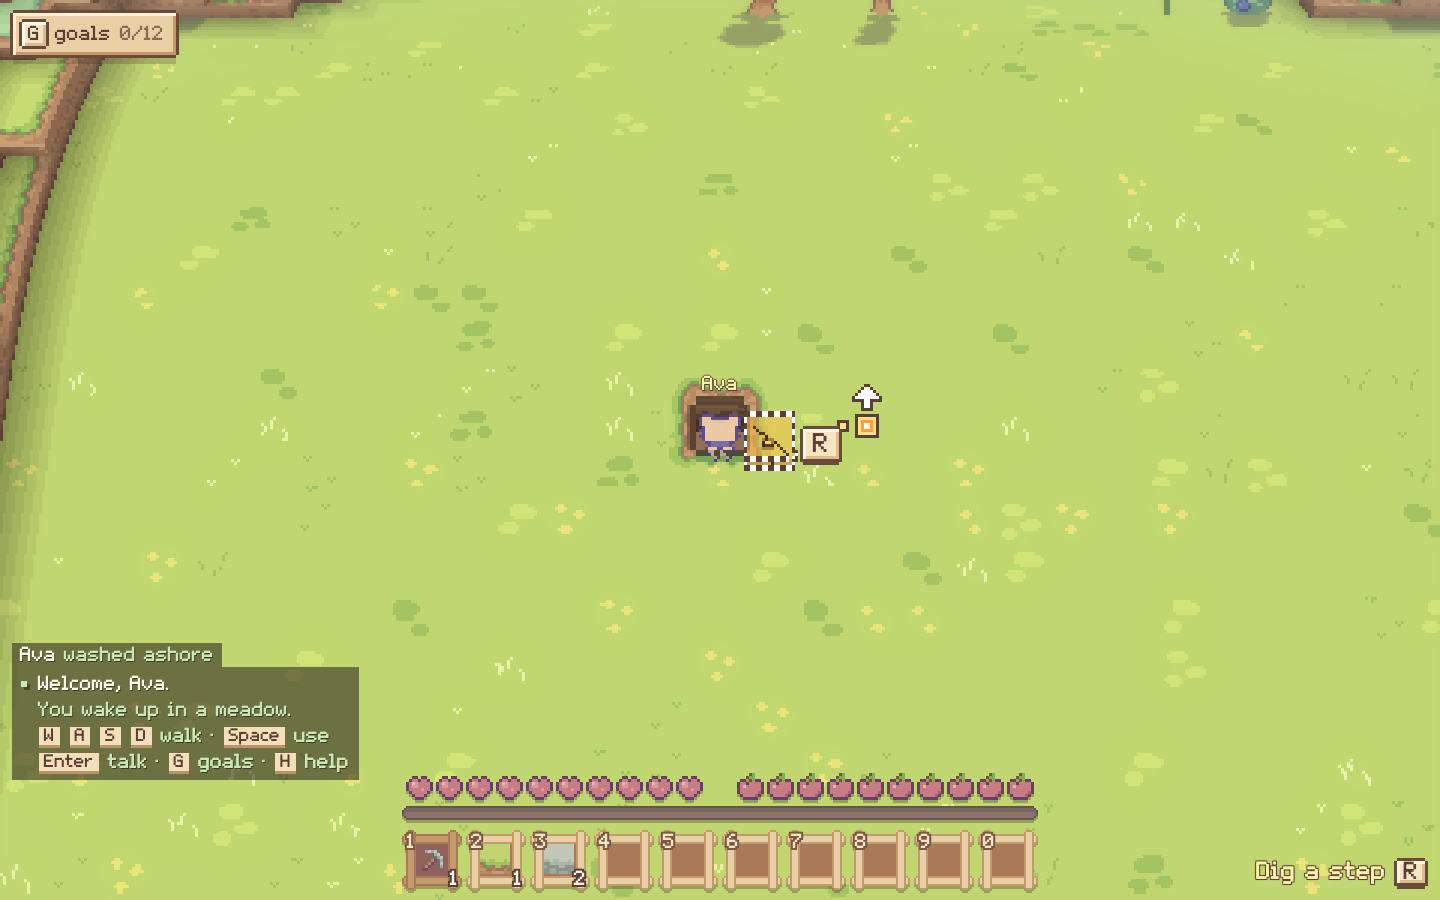 G goals 0/12
Ava
R
Ava washed ashore
Welcome, Ava.
You wake up in a meadow.
W A S D walk · Space use
Enter talk · G goals · H help
1 2 3 4 5 6 7 8 9 0
1 1 2
Dig a step R